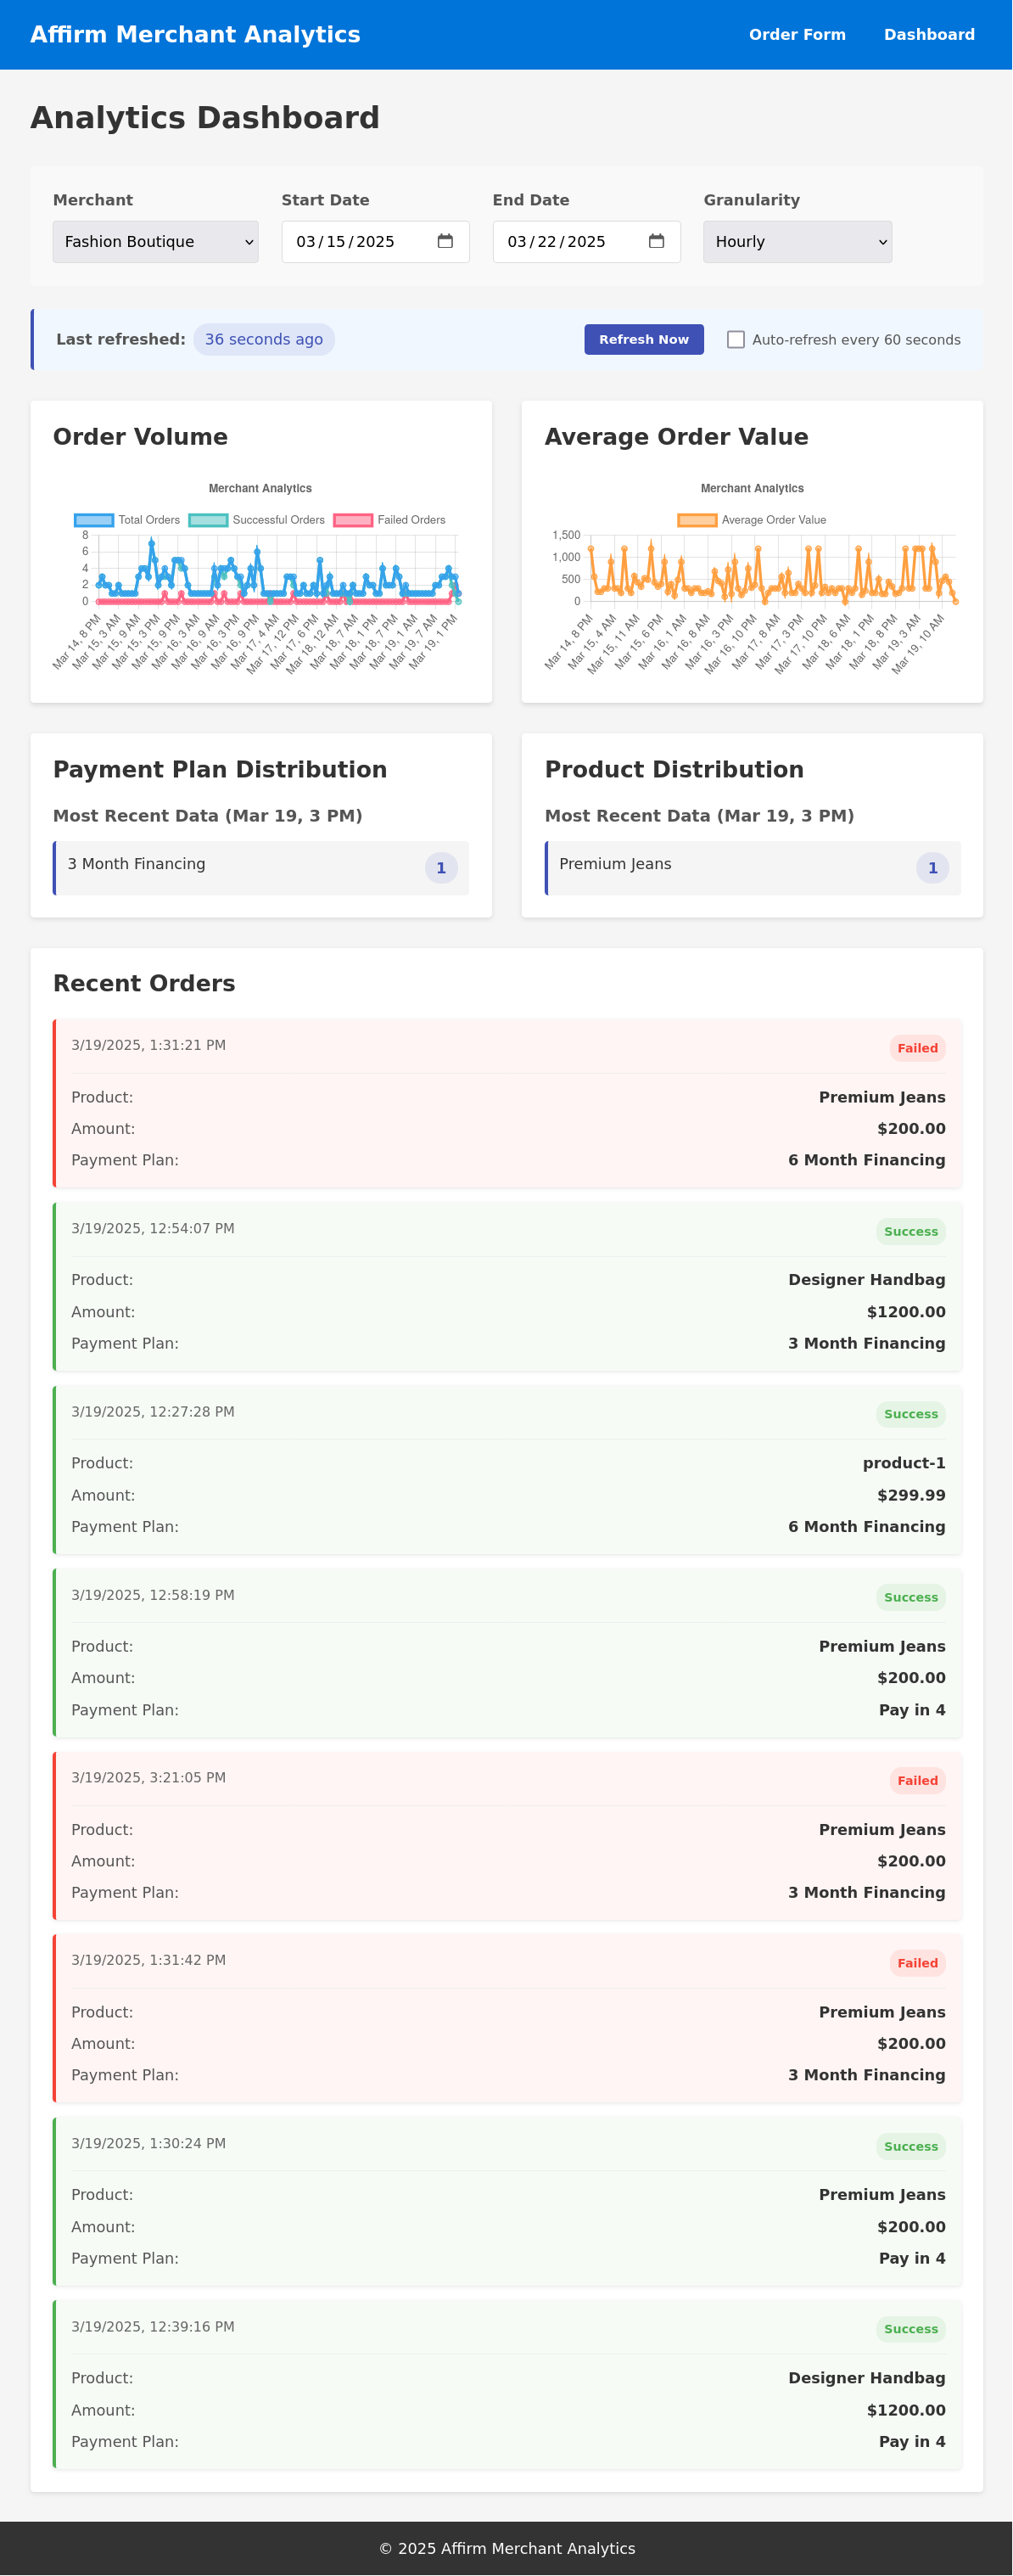 Affirm Merchant Analytics
Order Form Dashboard
Analytics Dashboard
Merchant Start Date End Date Granularity
Fashion Boutique 03/15/2025 03/22/2025 Hourly
Last refreshed: 36 seconds ago Refresh Now Auto-refresh every 60 seconds
Order Volume
Merchant Analytics
Total Orders Successful Orders Failed Orders
8
6
4
2
0
Mar 14, 8 PM
Mar 15, 3 AM
Mar 15, 9 AM
Mar 15, 3 PM
Mar 15, 9 PM
Mar 16, 3 AM
Mar 16, 9 AM
Mar 16, 3 PM
Mar 16, 9 PM
Mar 17, 4 AM
Mar 17, 12 PM
Mar 17, 6 PM
Mar 18, 12 AM
Mar 18, 7 AM
Mar 18, 1 PM
Mar 18, 7 PM
Mar 19, 1 AM
Mar 19, 7 AM
Mar 19, 1 PM
Average Order Value
Merchant Analytics
Average Order Value
1,500
1,000
500
0
Mar 14, 8 PM
Mar 15, 4 AM
Mar 15, 11 AM
Mar 15, 6 PM
Mar 16, 1 AM
Mar 16, 8 AM
Mar 16, 3 PM
Mar 16, 10 PM
Mar 17, 8 AM
Mar 17, 3 PM
Mar 17, 10 PM
Mar 18, 6 AM
Mar 18, 1 PM
Mar 18, 8 PM
Mar 19, 3 AM
Mar 19, 10 AM
Payment Plan Distribution
Most Recent Data (Mar 19, 3 PM)
3 Month Financing 1
Product Distribution
Most Recent Data (Mar 19, 3 PM)
Premium Jeans 1
Recent Orders
3/19/2025, 1:31:21 PM Failed
Product: Premium Jeans
Amount: $200.00
Payment Plan: 6 Month Financing
3/19/2025, 12:54:07 PM Success
Product: Designer Handbag
Amount: $1200.00
Payment Plan: 3 Month Financing
3/19/2025, 12:27:28 PM Success
Product: product-1
Amount: $299.99
Payment Plan: 6 Month Financing
3/19/2025, 12:58:19 PM Success
Product: Premium Jeans
Amount: $200.00
Payment Plan: Pay in 4
3/19/2025, 3:21:05 PM Failed
Product: Premium Jeans
Amount: $200.00
Payment Plan: 3 Month Financing
3/19/2025, 1:31:42 PM Failed
Product: Premium Jeans
Amount: $200.00
Payment Plan: 3 Month Financing
3/19/2025, 1:30:24 PM Success
Product: Premium Jeans
Amount: $200.00
Payment Plan: Pay in 4
3/19/2025, 12:39:16 PM Success
Product: Designer Handbag
Amount: $1200.00
Payment Plan: Pay in 4
© 2025 Affirm Merchant Analytics